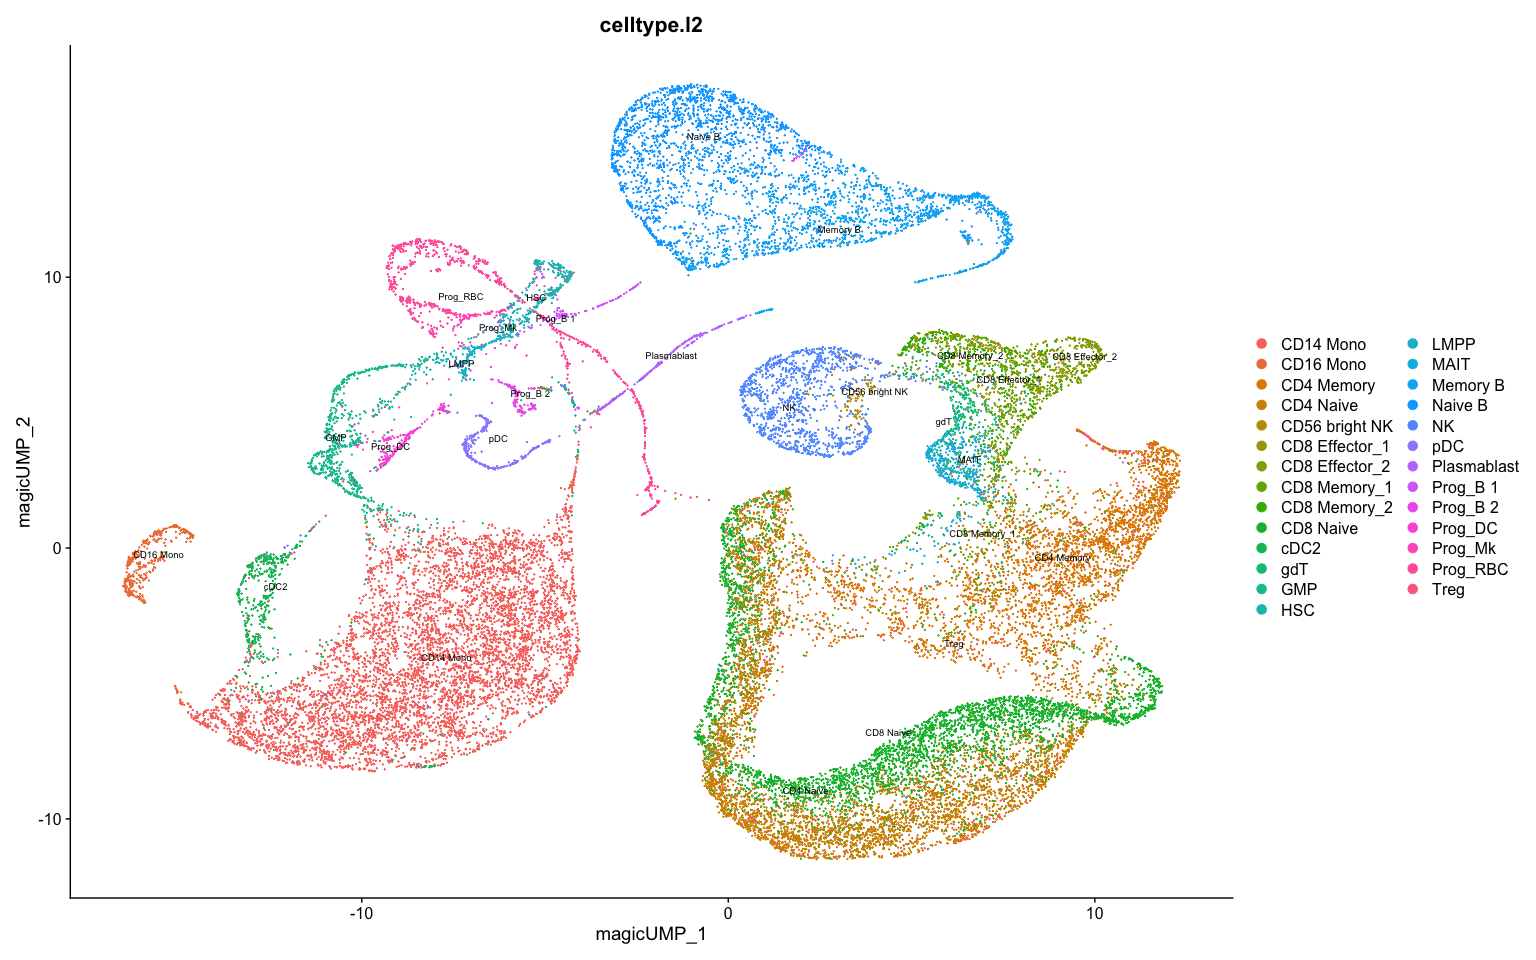 celltype.l2
Naive B
Memory B
Prog_RBC
HSC
Prog_B 1
Prog_Mk
Plasmablast
LMPP
Prog_B 2
GMP
Prog_DC
pDC
CD8 Memory_2
CD8 Effector_2
CD8 Effector_1
CD56 bright NK
NK
gdT
MAIT
CD16 Mono
cDC2
CD14 Mono
CD8 Memory_1
CD4 Memory
Treg
CD8 Naive
CD4 Naive
10
0
-10
magicUMP_2
-10
0
10
magicUMP_1
CD14 Mono
CD16 Mono
CD4 Memory
CD4 Naive
CD56 bright NK
CD8 Effector_1
CD8 Effector_2
CD8 Memory_1
CD8 Memory_2
CD8 Naive
cDC2
gdT
GMP
HSC
LMPP
MAIT
Memory B
Naive B
NK
pDC
Plasmablast
Prog_B 1
Prog_B 2
Prog_DC
Prog_Mk
Prog_RBC
Treg